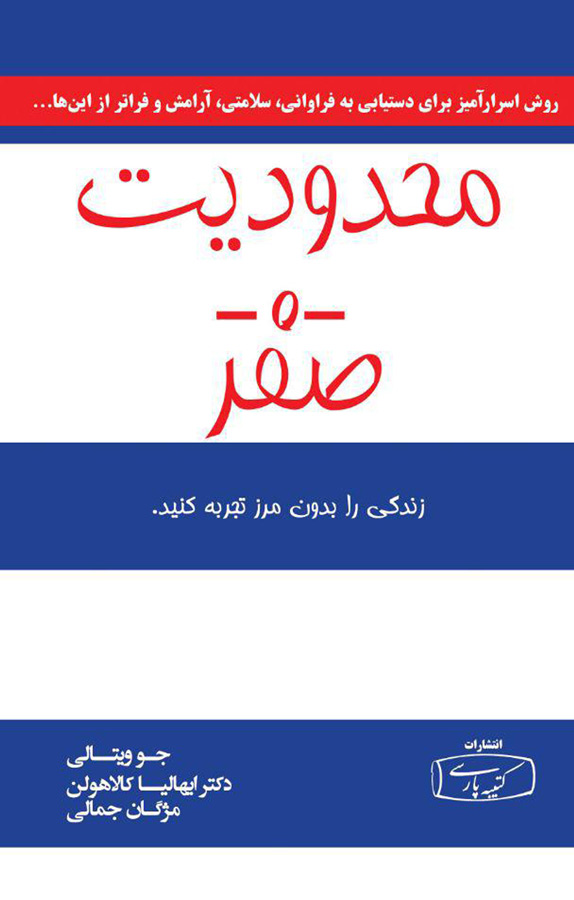 روش اسرارآمیز برای دستیابی به فراوانی، سلامتی، آرامش و فراتر از این‌ها...
محدودیت
صفر
زندگی را بدون مرز تجربه کنید.
جو ویتالی
دکتر ایهالیا کالاهولن
مژگان جمالی
انتشارات
کتیبه پارسی